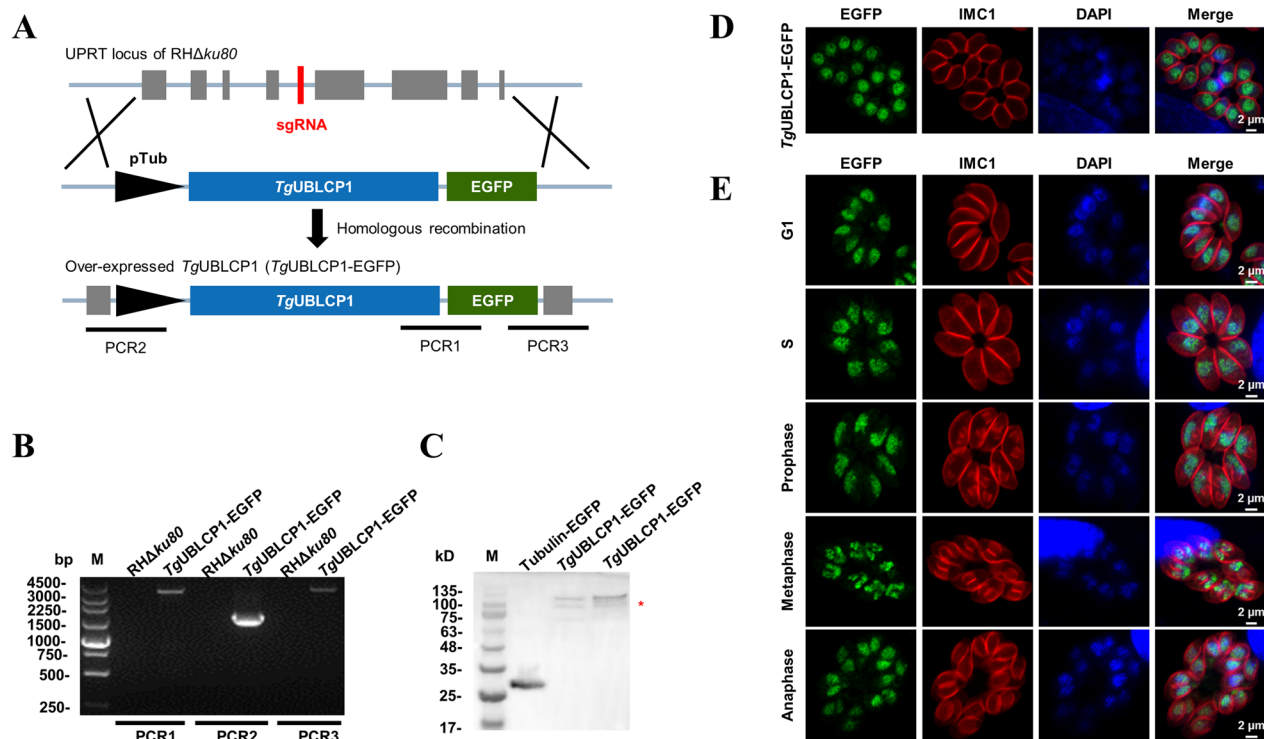 A
UPRT locus of RHΔku80
sgRNA
pTub
TgUBLCP1
EGFP
Homologous recombination
Over-expressed TgUBLCP1 (TgUBLCP1-EGFP)
TgUBLCP1
EGFP
PCR2
PCR1
PCR3
B
bp
M
RHΔku80
TgUBLCP1-EGFP
RHΔku80
TgUBLCP1-EGFP
RHΔku80
TgUBLCP1-EGFP
4500-
3000-
2250-
1500-
1000-
750-
500-
250-
PCR1
PCR2
PCR3
C
kD
M
Tubulin-EGFP
TgUBLCP1-EGFP
TgUBLCP1-EGFP
135-
100-
75-
63-
48-
35-
25-
17-
*
D
EGFP
IMC1
DAPI
Merge
TgUBLCP1-EGFP
2 µm
E
EGFP
IMC1
DAPI
Merge
G1
2 µm
S
2 µm
Prophase
2 µm
Metaphase
2 µm
Anaphase
2 µm